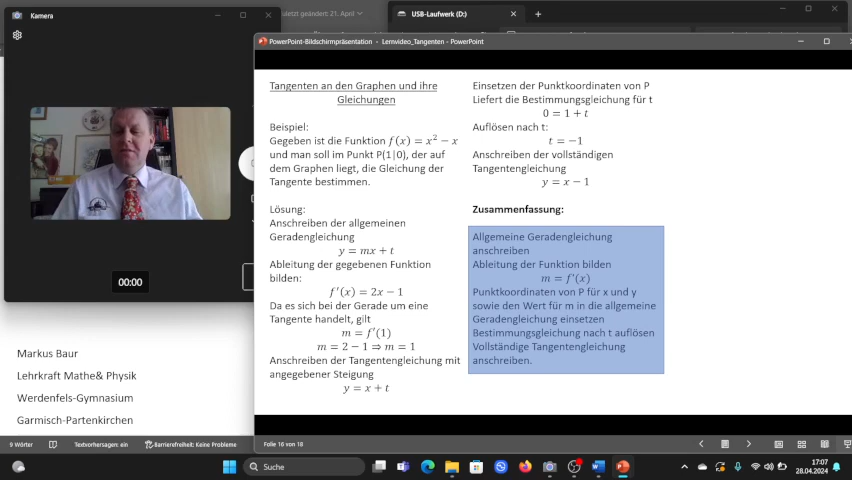 Kamera
zuletzt geändert: 21. April
USB-Laufwerk (D:)
PowerPoint-Bildschirmpräsentation - Lernvideo_Tangenten - PowerPoint
Tangenten an den Graphen und ihre
Gleichungen
Beispiel:
Gegeben ist die Funktion f(x) = x² − x
und man soll im Punkt P(1|0), der auf
dem Graphen liegt, die Gleichung der
Tangente bestimmen.
Lösung:
Anschreiben der allgemeinen
Geradengleichung
y = mx + t
Ableitung der gegebenen Funktion
bilden:
f′(x) = 2x − 1
Da es sich bei der Gerade um eine
Tangente handelt, gilt
m = f′(1)
m = 2 − 1 ⇒ m = 1
Anschreiben der Tangentengleichung mit
angegebener Steigung
y = x + t
Einsetzen der Punktkoordinaten von P
Liefert die Bestimmungsgleichung für t
0 = 1 + t
Auflösen nach t:
t = −1
Anschreiben der vollständigen
Tangentengleichung
y = x − 1
Zusammenfassung:
Allgemeine Geradengleichung
anschreiben
Ableitung der Funktion bilden
m = f′(x)
Punktkoordinaten von P für x und y
sowie den Wert für m in die allgemeine
Geradengleichung einsetzen
Bestimmungsgleichung nach t auflösen
Vollständige Tangentengleichung
anschreiben.
00:00
Markus Baur
Lehrkraft Mathe& Physik
Werdenfels-Gymnasium
Garmisch-Partenkirchen
9 Wörter
Textvorhersagen: ein
Barrierefreiheit: Keine Probleme
Folie 16 von 18
Suche
17:07
28.04.2024